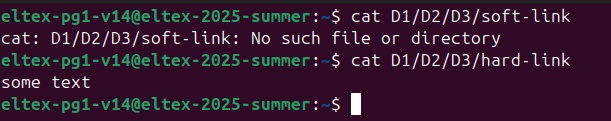 eltex-pg1-v14@eltex-2025-summer:~$ cat D1/D2/D3/soft-link
cat: D1/D2/D3/soft-link: No such file or directory
eltex-pg1-v14@eltex-2025-summer:~$ cat D1/D2/D3/hard-link
some text
eltex-pg1-v14@eltex-2025-summer:~$